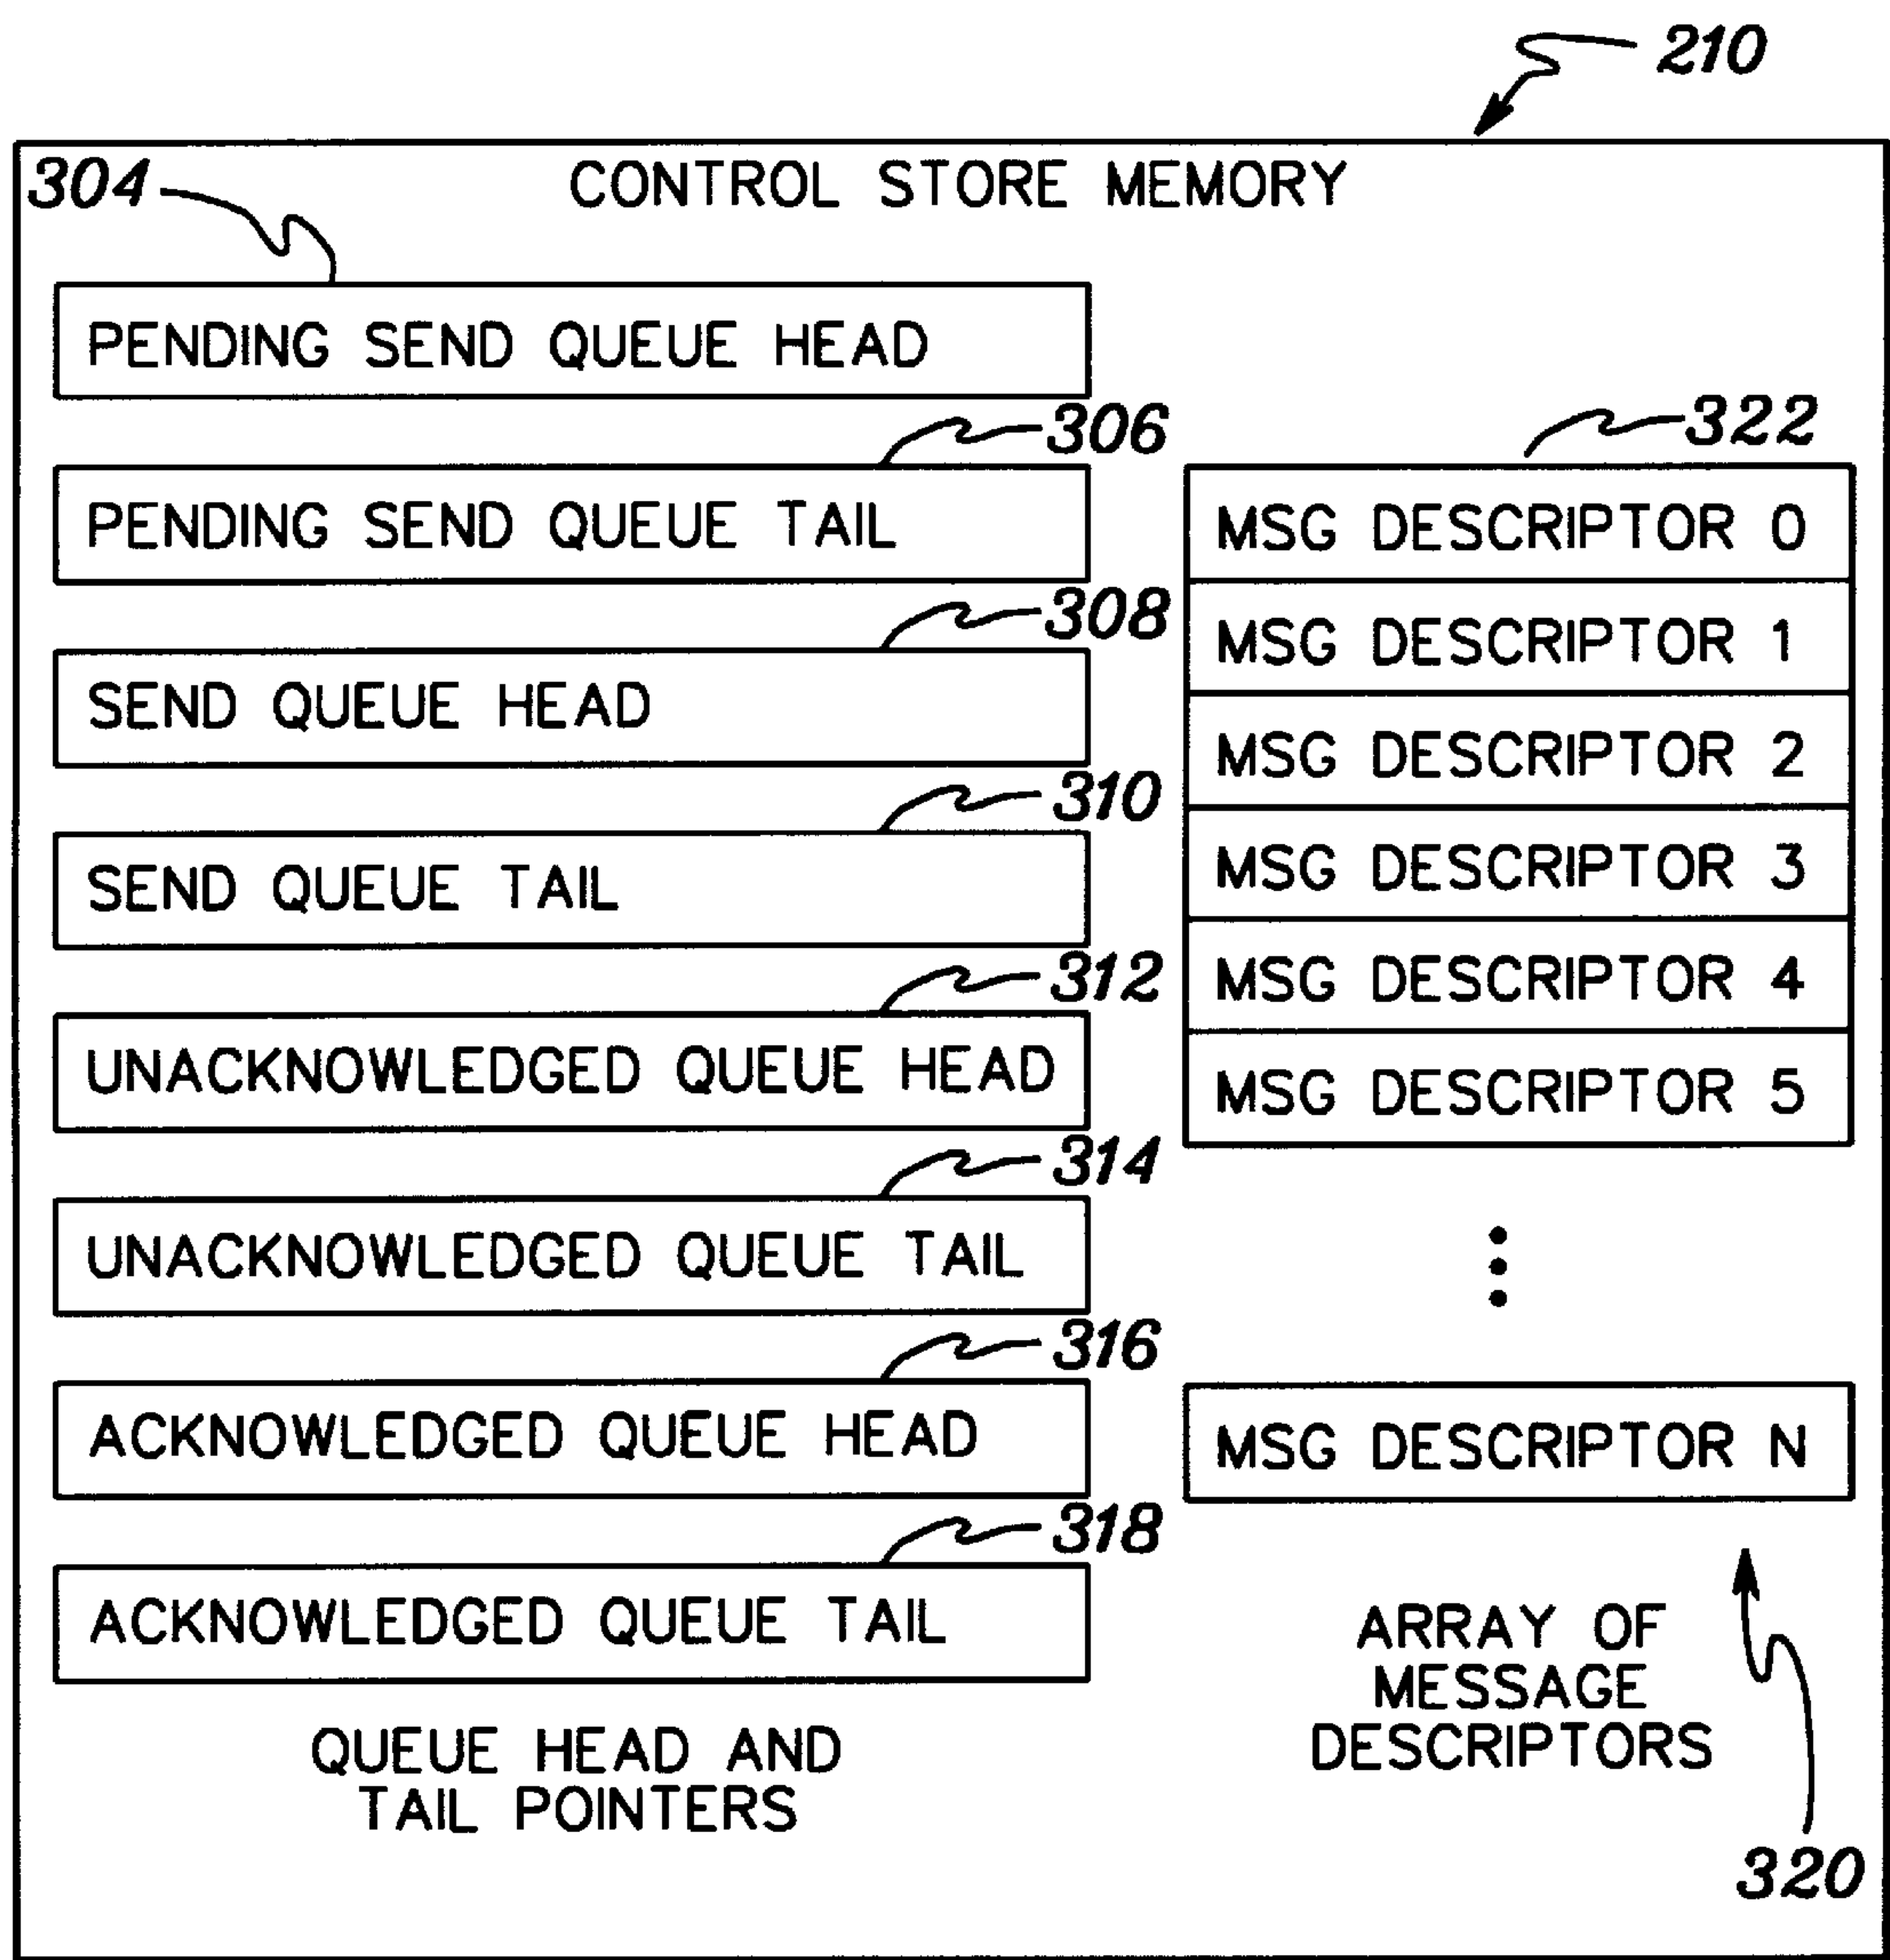 210
CONTROL STORE MEMORY
304
PENDING SEND QUEUE HEAD
306
PENDING SEND QUEUE TAIL
308
SEND QUEUE HEAD
310
SEND QUEUE TAIL
312
UNACKNOWLEDGED QUEUE HEAD
314
UNACKNOWLEDGED QUEUE TAIL
316
ACKNOWLEDGED QUEUE HEAD
318
ACKNOWLEDGED QUEUE TAIL
QUEUE HEAD AND
TAIL POINTERS
322
MSG DESCRIPTOR 0
MSG DESCRIPTOR 1
MSG DESCRIPTOR 2
MSG DESCRIPTOR 3
MSG DESCRIPTOR 4
MSG DESCRIPTOR 5
MSG DESCRIPTOR N
ARRAY OF
MESSAGE
DESCRIPTORS
320